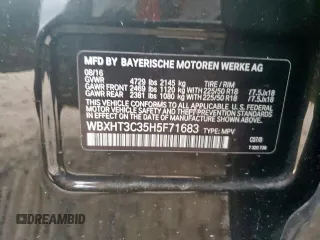 MFD BY BAYERISCHE MOTOREN WERKE AG
08/16
GVWR 4729 lbs 2145 kg TIRE / RIM
GAWR FRONT 2469 lbs 1120 kg 225/50 R18 /7.5Jx18
GAWR REAR 2381 lbs 1080 kg 225/50 R18 /7.5Jx18
THIS VEHICLE CONFORMS TO ALL APPLICABLE
FEDERAL MOTOR VEHICLE SAFETY, BUMPER, AND
THEFT PREVENTION STANDARDS IN EFFECT ON THE
DATE OF MANUFACTURE SHOWN ABOVE.
WBXHT3C35H5F71683 TYPE: MPV
DREAMBID